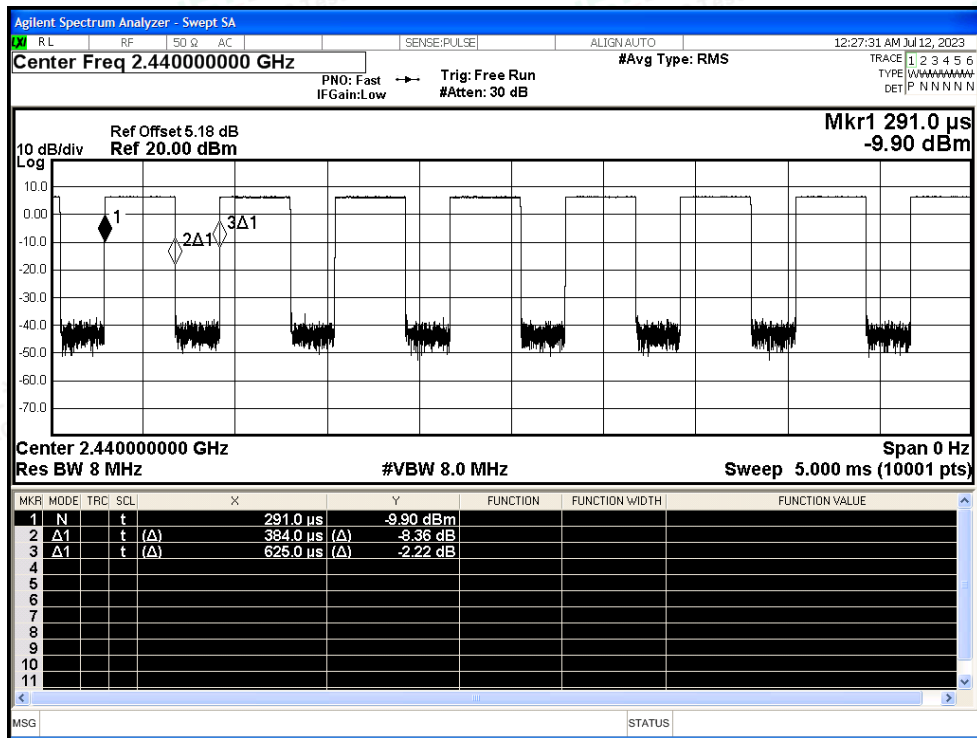 Agilent Spectrum Analyzer - Swept SA
LXI RL RF 50 Ω AC SENSE:PULSE ALIGN AUTO 12:27:31 AM Jul 12, 2023
Center Freq 2.440000000 GHz #Avg Type: RMS TRACE 1 2 3 4 5 6
PNO: Fast Trig: Free Run TYPE WWWWWW
IFGain:Low #Atten: 30 dB DET P N N N N N
Mkr1 291.0 µs
Ref Offset 5.18 dB
10 dB/div Ref 20.00 dBm -9.90 dBm
Log
10.0
0.00
1
2Δ1
3Δ1
-10.0
-20.0
-30.0
-40.0
-50.0
-60.0
-70.0
Center 2.440000000 GHz Span 0 Hz
Res BW 8 MHz #VBW 8.0 MHz Sweep 5.000 ms (10001 pts)
MKR MODE TRC SCL X Y FUNCTION FUNCTION WIDTH FUNCTION VALUE
1 N t 291.0 µs -9.90 dBm
2 Δ1 t (Δ) 384.0 µs (Δ) -8.36 dB
3 Δ1 t (Δ) 625.0 µs (Δ) -2.22 dB
4
5
6
7
8
9
10
11
MSG STATUS